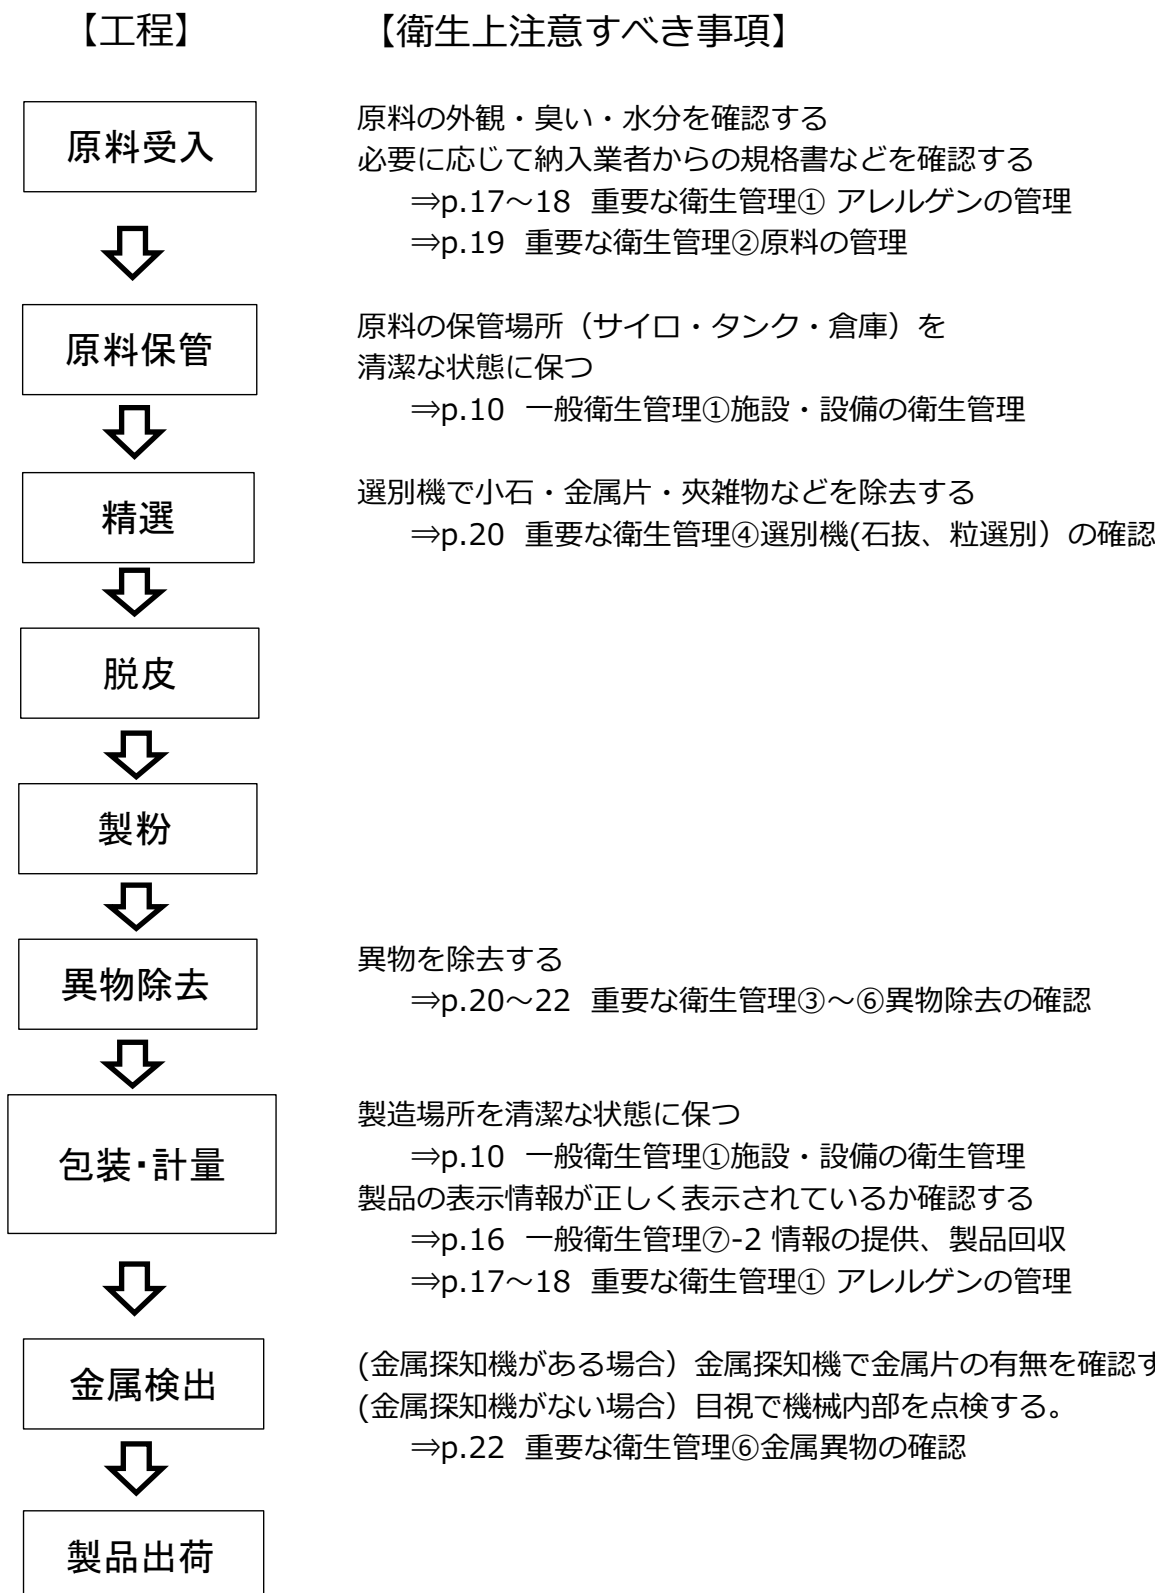 【工程】 【衛生上注意すべき事項】
原料受入
原料の外観・臭い・水分を確認する
必要に応じて納入業者からの規格書などを確認する
⇒p.17～18 重要な衛生管理① アレルゲンの管理
⇒p.19 重要な衛生管理②原料の管理
原料保管
原料の保管場所（サイロ・タンク・倉庫）を
清潔な状態に保つ
⇒p.10 一般衛生管理①施設・設備の衛生管理
精選
選別機で小石・金属片・夾雑物などを除去する
⇒p.20 重要な衛生管理④選別機(石抜、粒選別）の確認
脱皮
製粉
異物除去
異物を除去する
⇒p.20～22 重要な衛生管理③～⑥異物除去の確認
包装・計量
製造場所を清潔な状態に保つ
⇒p.10 一般衛生管理①施設・設備の衛生管理
製品の表示情報が正しく表示されているか確認する
⇒p.16 一般衛生管理⑦-2 情報の提供、製品回収
⇒p.17～18 重要な衛生管理① アレルゲンの管理
金属検出
(金属探知機がある場合）金属探知機で金属片の有無を確認す
(金属探知機がない場合）目視で機械内部を点検する。
⇒p.22 重要な衛生管理⑥金属異物の確認
製品出荷